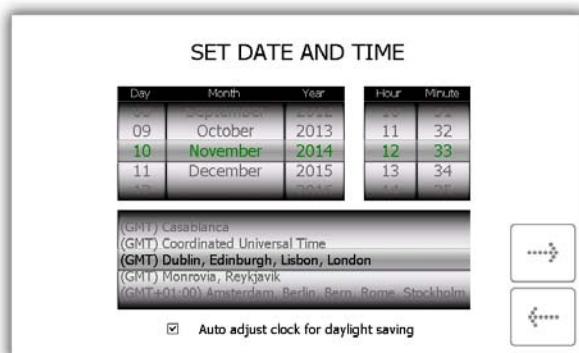 SET DATE AND TIME
Day Month Year Hour Minute
09 October 2013 11 32
10 November 2014 12 33
11 December 2015 13 34
(GMT) Casablanca
(GMT) Coordinated Universal Time
(GMT) Dublin, Edinburgh, Lisbon, London
(GMT) Monrovia, Reykjavik
(GMT+01:00) Amsterdam, Berlin, Bern, Rome, Stockholm
Auto adjust clock for daylight saving